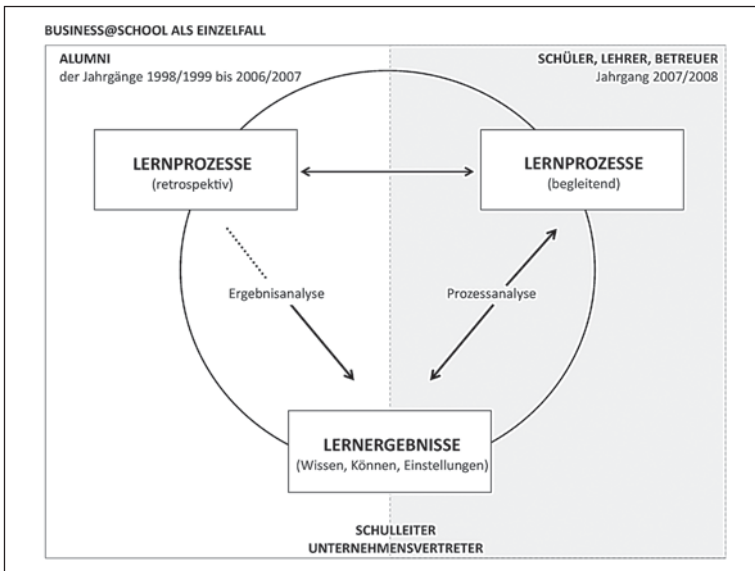 BUSINESS@SCHOOL ALS EINZELFALL
ALUMNI
der Jahrgänge 1998/1999 bis 2006/2007
SCHÜLER, LEHRER, BETREUER
Jahrgang 2007/2008
LERNPROZESSE
(retrospektiv)
LERNPROZESSE
(begleitend)
Ergebnisanalyse
Prozessanalyse
LERNERGEBNISSE
(Wissen, Können, Einstellungen)
SCHULLEITER
UNTERNEHMENSVERTRETER